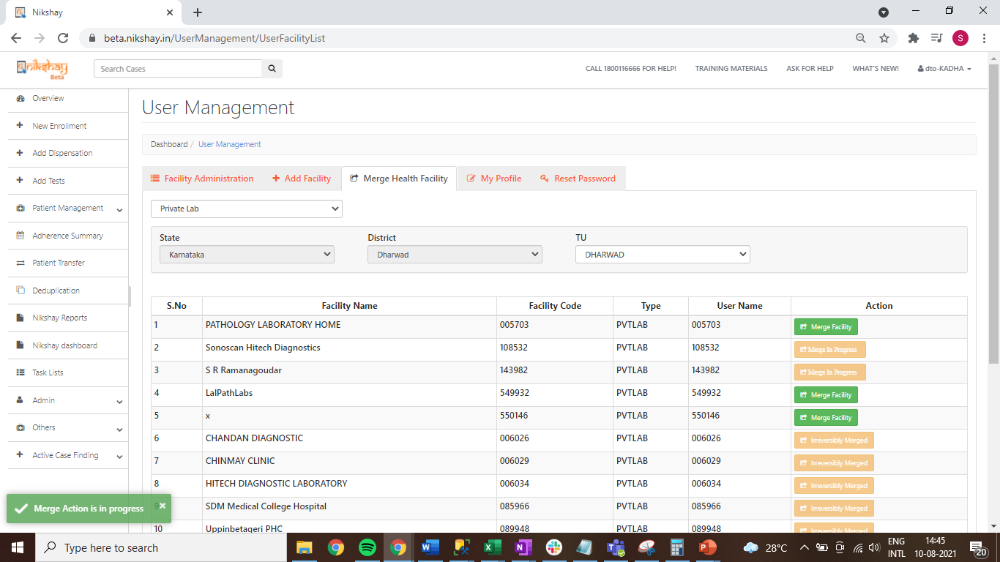 Nikshay
beta.nikshay.in/UserManagement/UserFacilityList
S
nikshay
Beta
Search Cases
CALL 1800116666 FOR HELP! TRAINING MATERIALS ASK FOR HELP WHAT'S NEW! dto-KADHA
Overview
New Enrollment
Add Dispensation
Add Tests
Patient Management
Adherence Summary
Patient Transfer
Deduplication
Nikshay Reports
Nikshay dashboard
Task Lists
Admin
Others
Active Case Finding
User Management
Dashboard / User Management
Facility Administration Add Facility Merge Health Facility My Profile Reset Password
Private Lab
State District TU
Karnataka Dharwad DHARWAD
S.No Facility Name Facility Code Type User Name Action
1 PATHOLOGY LABORATORY HOME 005703 PVTLAB 005703 Merge Facility
2 Sonoscan Hitech Diagnostics 108532 PVTLAB 108532 Merge In Progress
3 S R Ramanagoudar 143982 PVTLAB 143982 Merge In Progress
4 LalPathLabs 549932 PVTLAB 549932 Merge Facility
5 x 550146 PVTLAB 550146 Merge Facility
6 CHANDAN DIAGNOSTIC 006026 PVTLAB 006026 Irreversibly Merged
7 CHINMAY CLINIC 006029 PVTLAB 006029 Irreversibly Merged
8 HITECH DIAGNOSTIC LABORATORY 006034 PVTLAB 006034 Irreversibly Merged
9 SDM Medical College Hospital 085966 PVTLAB 085966 Irreversibly Merged
10 Uppinbetageri PHC 089948 PVTLAB 089948 Irreversibly Merged
Merge Action is in progress
Type here to search
28°C
ENG
INTL
14:45
10-08-2021
20